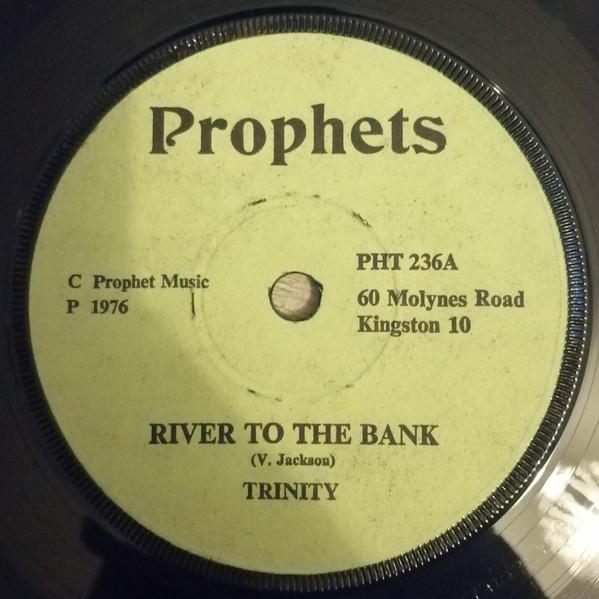 Prophets
C Prophet Music
P 1976
PHT 236A
60 Molynes Road
Kingston 10
RIVER TO THE BANK
(V. Jackson)
TRINITY